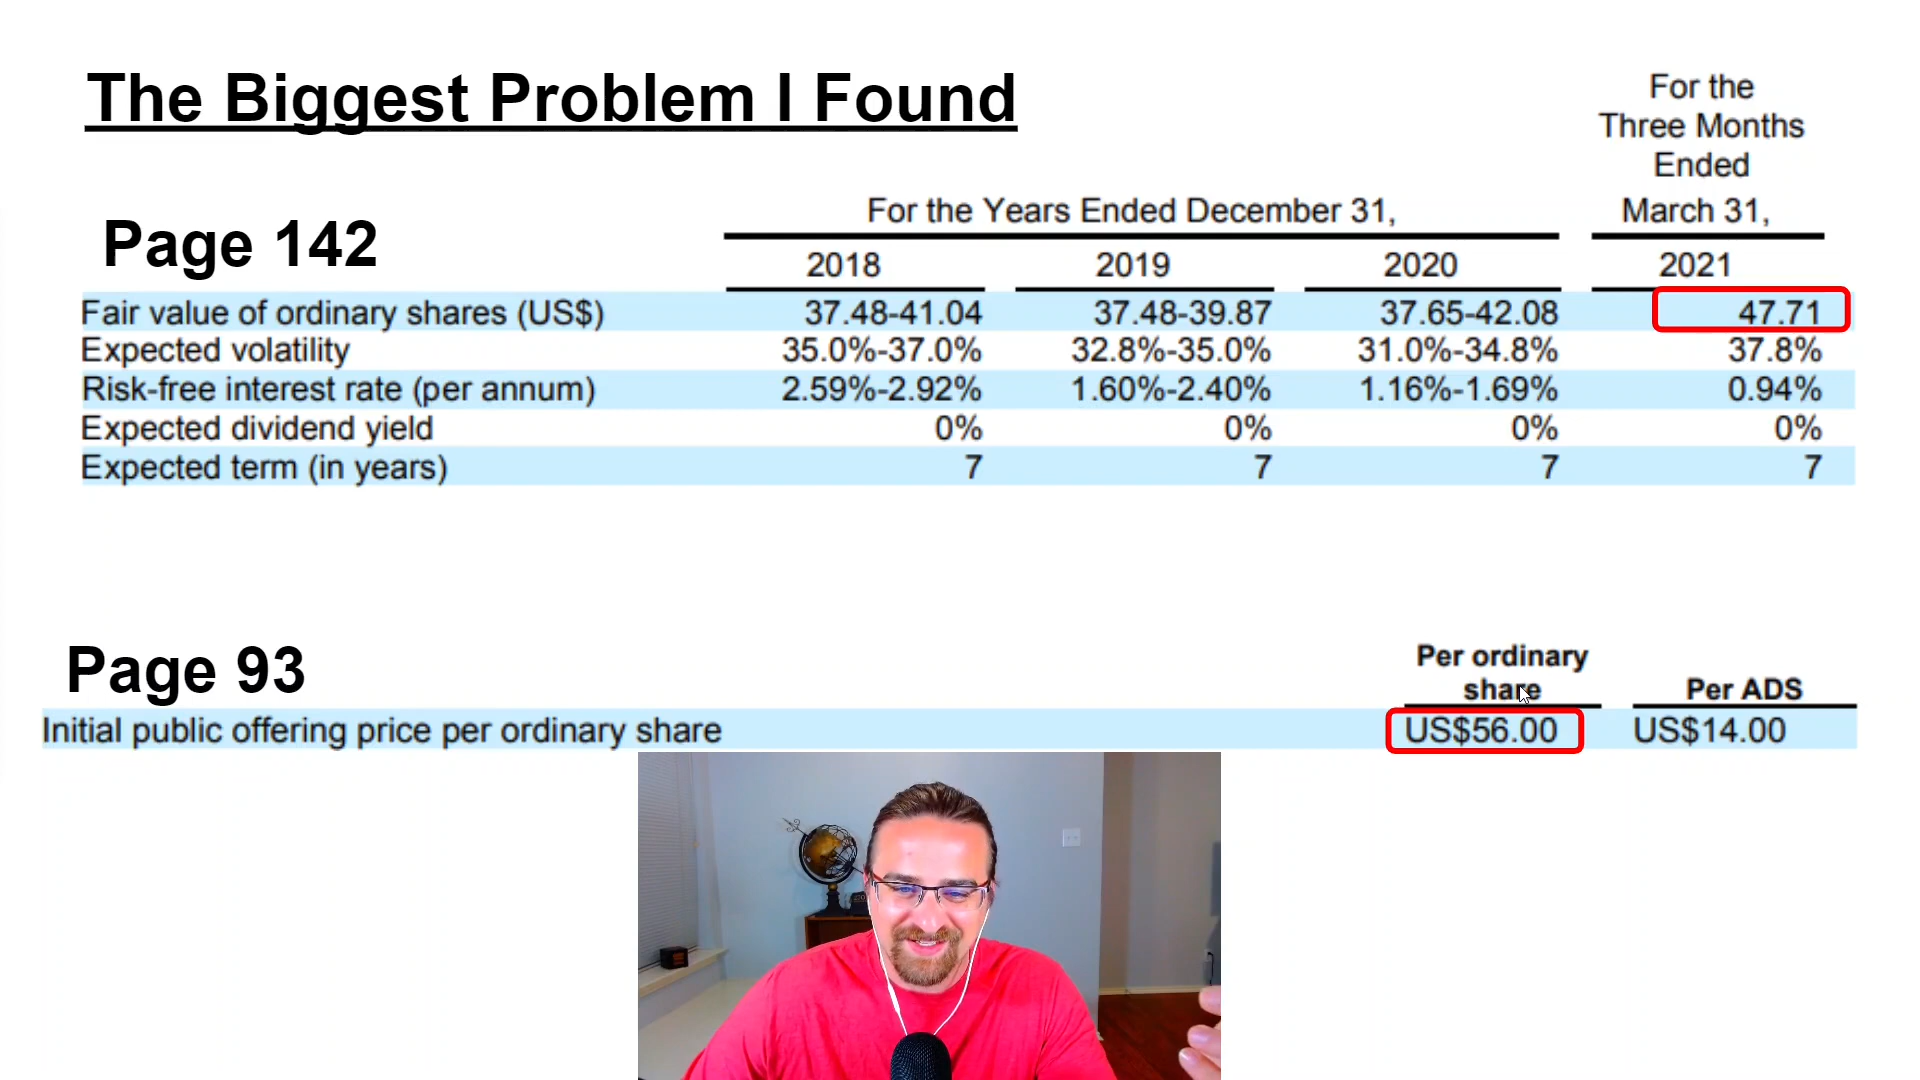 The Biggest Problem I Found
For the
Three Months
Ended
For the Years Ended December 31,
March 31,
Page 142
2018 2019 2020 2021
Fair value of ordinary shares (US$) 37.48-41.04 37.48-39.87 37.65-42.08 47.71
Expected volatility 35.0%-37.0% 32.8%-35.0% 31.0%-34.8% 37.8%
Risk-free interest rate (per annum) 2.59%-2.92% 1.60%-2.40% 1.16%-1.69% 0.94%
Expected dividend yield 0% 0% 0% 0%
Expected term (in years) 7 7 7 7
Page 93
Per ordinary
share Per ADS
Initial public offering price per ordinary share US$56.00 US$14.00